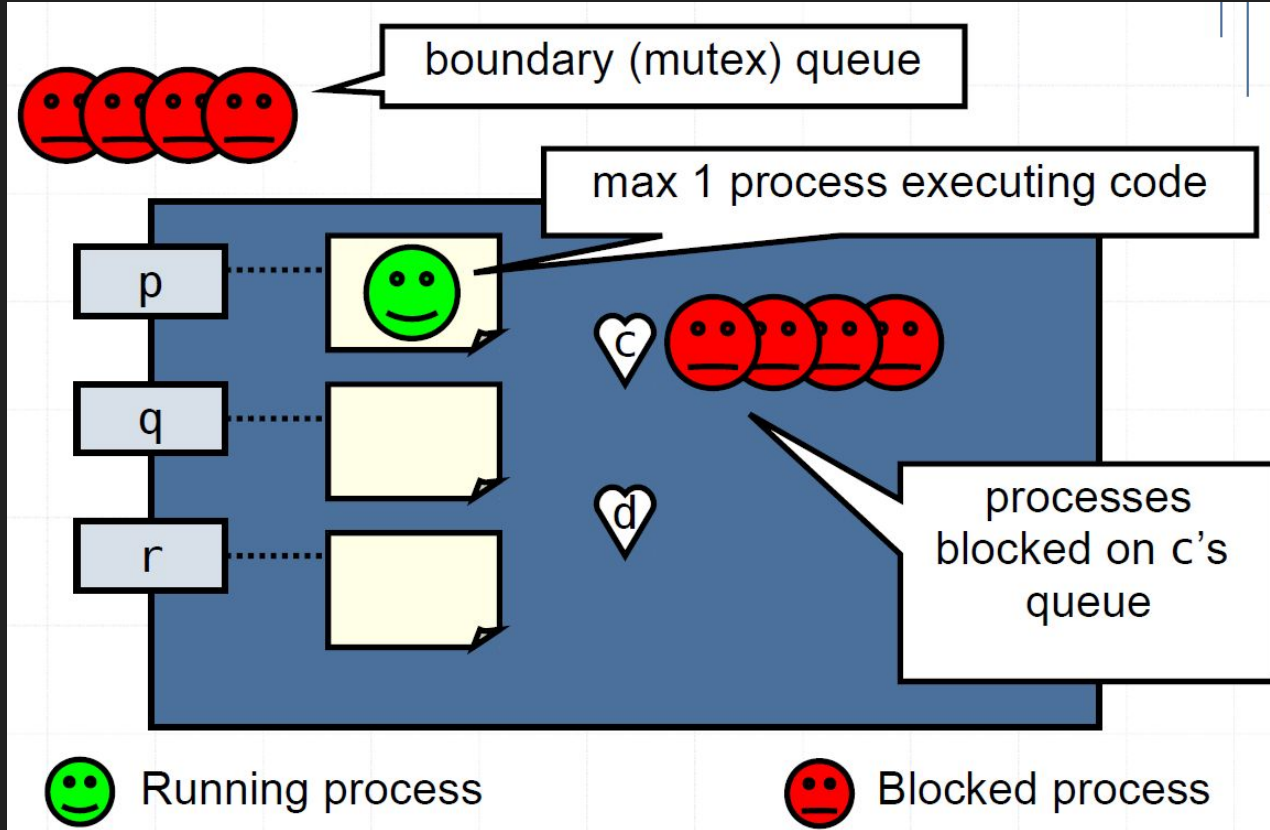 boundary (mutex) queue
max 1 process executing code
p
c
q
d
processes
blocked on c's
queue
r
Running process
Blocked process